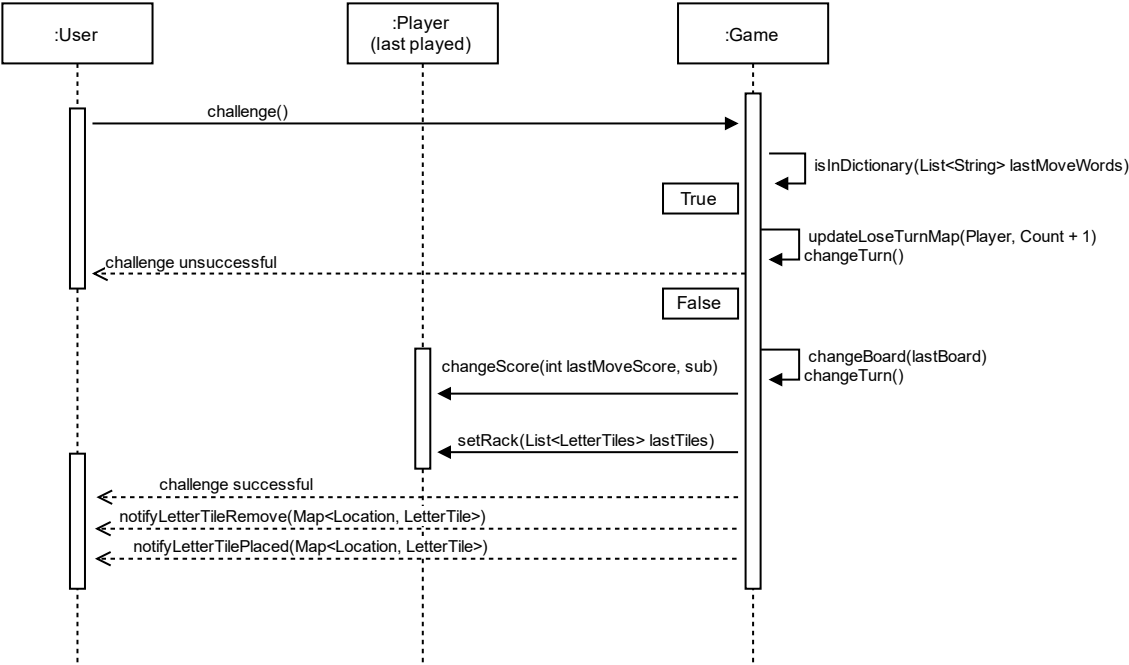 :User
:Player
(last played)
:Game
challenge()
isInDictionary(List<String> lastMoveWords)
True
updateLoseTurnMap(Player, Count + 1)
changeTurn()
challenge unsuccessful
False
changeBoard(lastBoard)
changeTurn()
changeScore(int lastMoveScore, sub)
setRack(List<LetterTiles> lastTiles)
challenge successful
notifyLetterTileRemove(Map<Location, LetterTile>)
notifyLetterTilePlaced(Map<Location, LetterTile>)